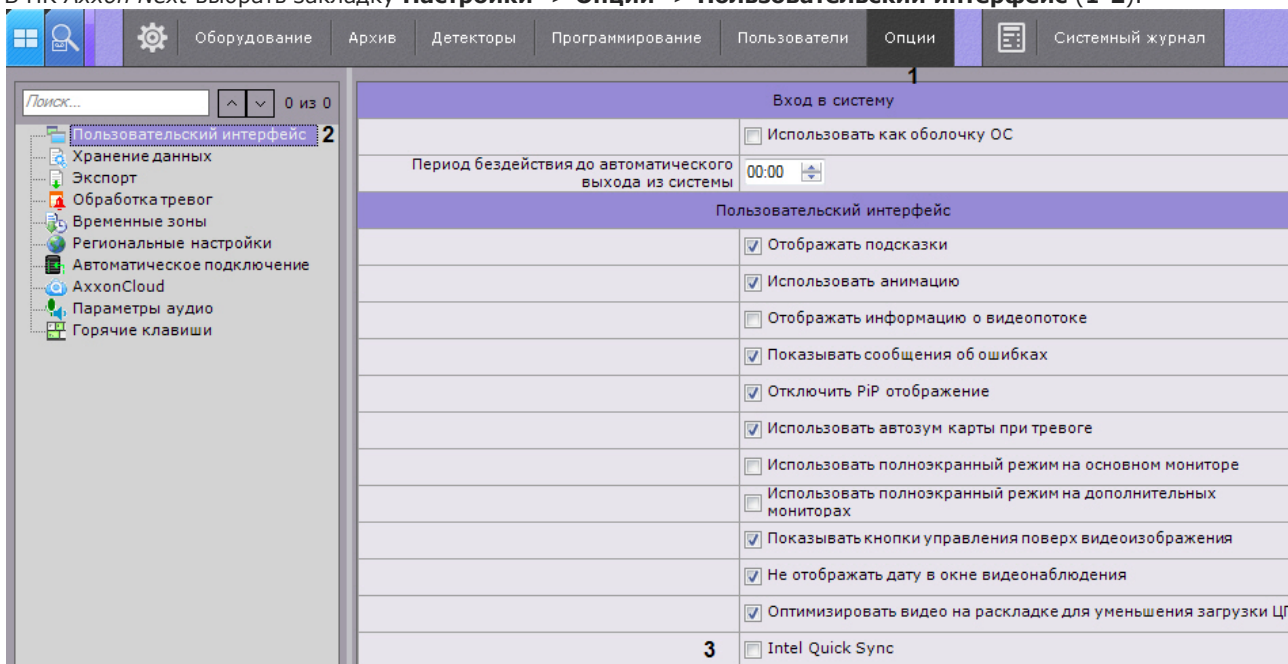 В ПК Axxon Next выбрать закладку Настройки -> Опции -> Пользовательский интерфейс (1-2).
Оборудование Архив Детекторы Программирование Пользователи Опции Системный журнал
1
Поиск... 0 из 0
Пользовательский интерфейс 2
Хранение данных
Экспорт
Обработка тревог
Временные зоны
Региональные настройки
Автоматическое подключение
AxxonCloud
Параметры аудио
Горячие клавиши
Вход в систему
Использовать как оболочку ОС
Период бездействия до автоматического
выхода из системы
00:00
Пользовательский интерфейс
Отображать подсказки
Использовать анимацию
Отображать информацию о видеопотоке
Показывать сообщения об ошибках
Отключить PiP отображение
Использовать автозум карты при тревоге
Использовать полноэкранный режим на основном мониторе
Использовать полноэкранный режим на дополнительных
мониторах
Показывать кнопки управления поверх видеоизображения
Не отображать дату в окне видеонаблюдения
Оптимизировать видео на раскладке для уменьшения загрузки
3 Intel Quick Sync